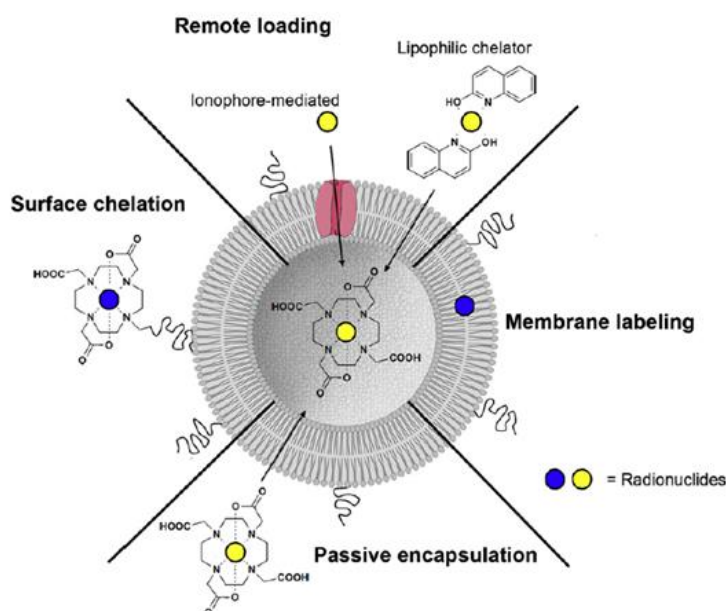 Remote loading
Lipophilic chelator
Ionophore-mediated
HO N
N OH
Surface chelation
O
O
HOOC
N N
N N
O
O
O
O
HOOC
N N
N N
COOH
O
O
Membrane labeling
= Radionuclides
O
O
HOOC
N N
N N
COOH
O
O
Passive encapsulation